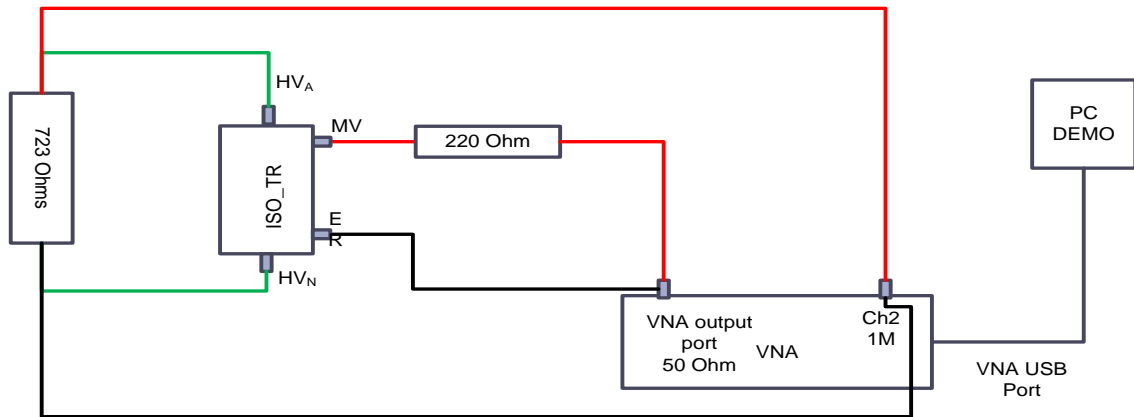 HVA
MV
220 Ohm
PC
DEMO
723 Ohms
ISO_TR
E
R
HVN
VNA output
port
50 Ohm
VNA
Ch2
1M
VNA USB
Port